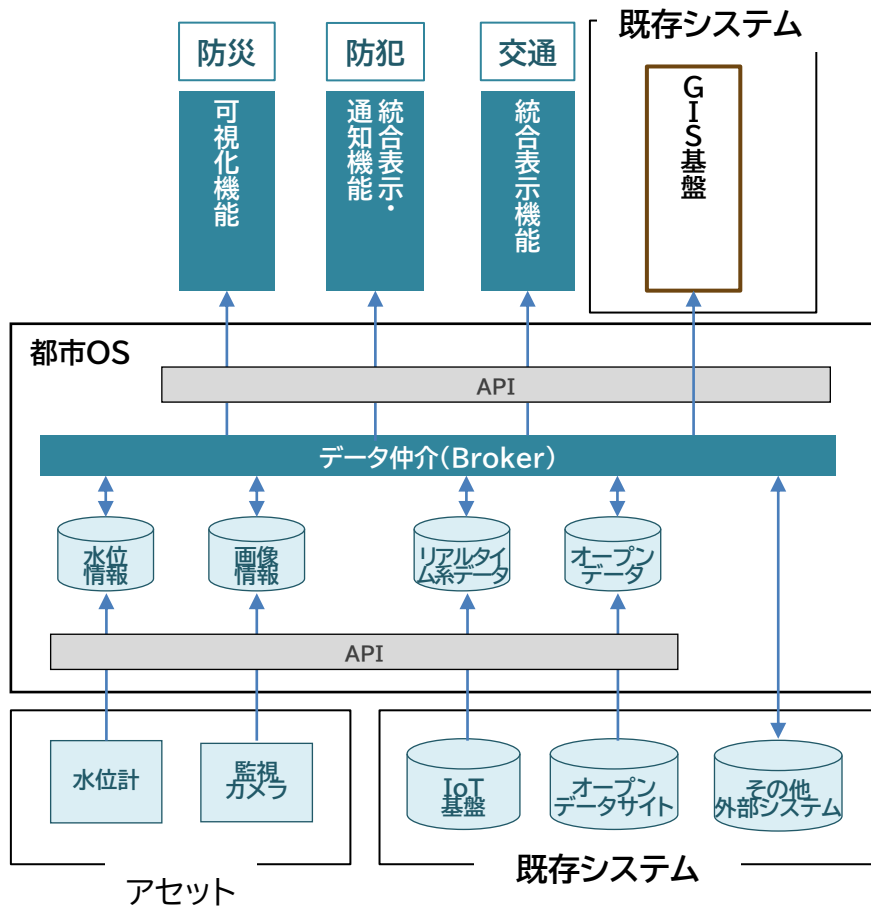 既存システム
防災
防犯
交通
可視化機能
統合表示・
通知機能
統合表示機能
GIS基盤
都市OS
API
データ仲介(Broker)
水位
情報
画像
情報
リアルタイ
ム系データ
オープン
データ
API
水位計
監視
カメラ
IoT
基盤
オープン
データサイト
その他
外部システム
アセット
既存システム